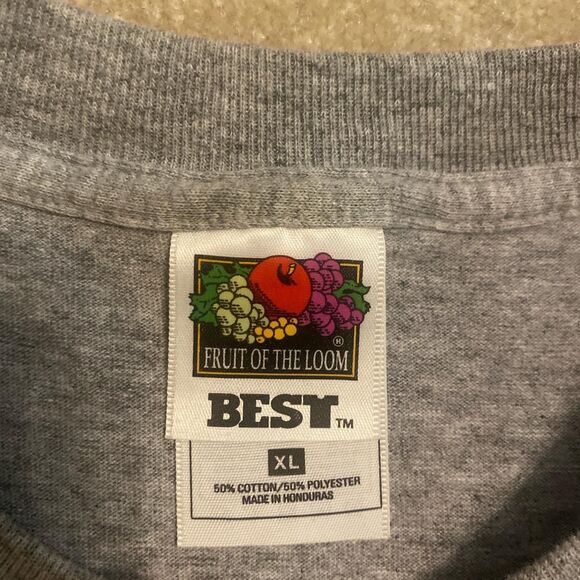 FRUIT OF THE LOOM ®
BEST™
XL
50% COTTON/50% POLYESTER
MADE IN HONDURAS